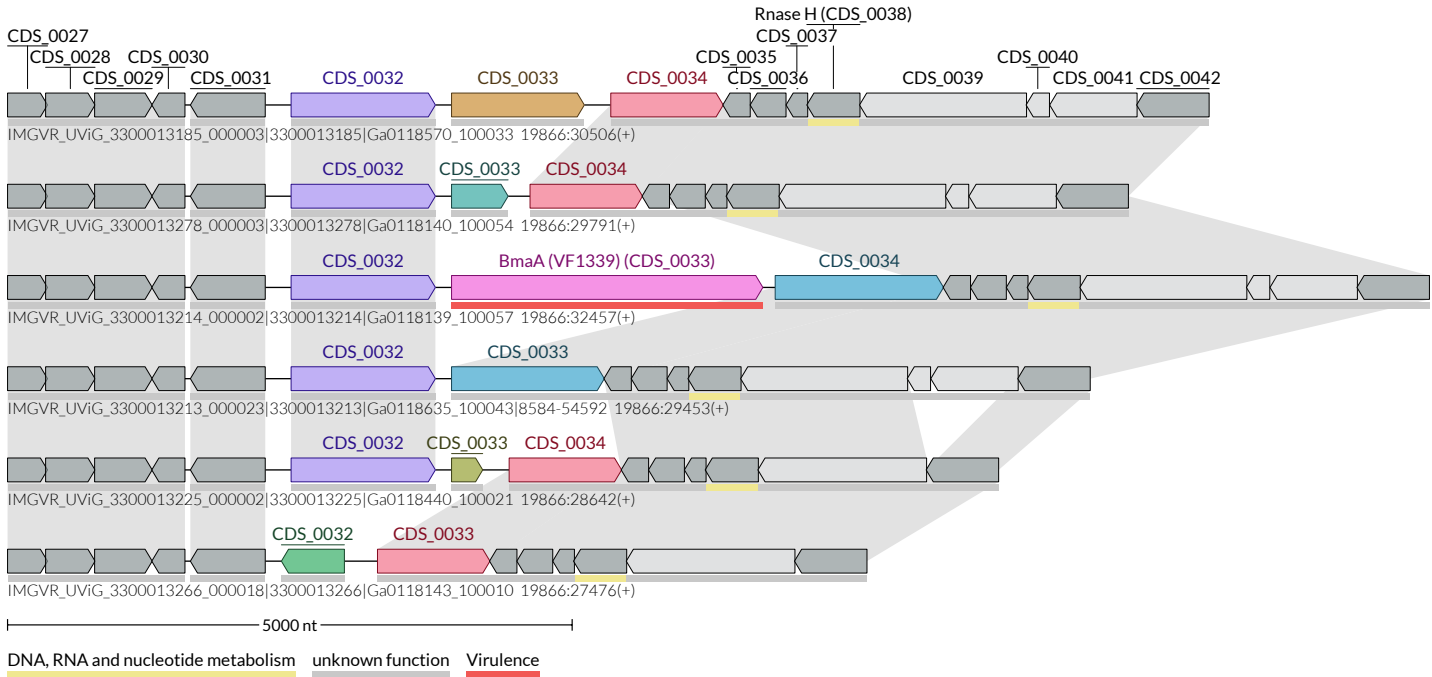 Rnase H (CDS_0038)
CDS_0027 CDS_0037
CDS_0028 CDS_0030 CDS_0035 CDS_0040
CDS_0029 CDS_0031 CDS_0032 CDS_0033 CDS_0034 CDS_0036 CDS_0039 CDS_0041 CDS_0042
IMGVR_UViG_3300013185_000003|3300013185|Ga0118570_100033 19866:30506(+)
CDS_0032 CDS_0033 CDS_0034
IMGVR_UViG_3300013278_000003|3300013278|Ga0118140_100054 19866:29791(+)
CDS_0032 BmaA (VF1339) (CDS_0033) CDS_0034
IMGVR_UViG_3300013214_000002|3300013214|Ga0118139_100057 19866:32457(+)
CDS_0032 CDS_0033
IMGVR_UViG_3300013213_000023|3300013213|Ga0118635_100043|8584-54592 19866:29453(+)
CDS_0032 CDS_0033 CDS_0034
IMGVR_UViG_3300013225_000002|3300013225|Ga0118440_100021 19866:28642(+)
CDS_0032 CDS_0033
IMGVR_UViG_3300013266_000018|3300013266|Ga0118143_100010 19866:27476(+)
5000 nt
DNA, RNA and nucleotide metabolism unknown function Virulence